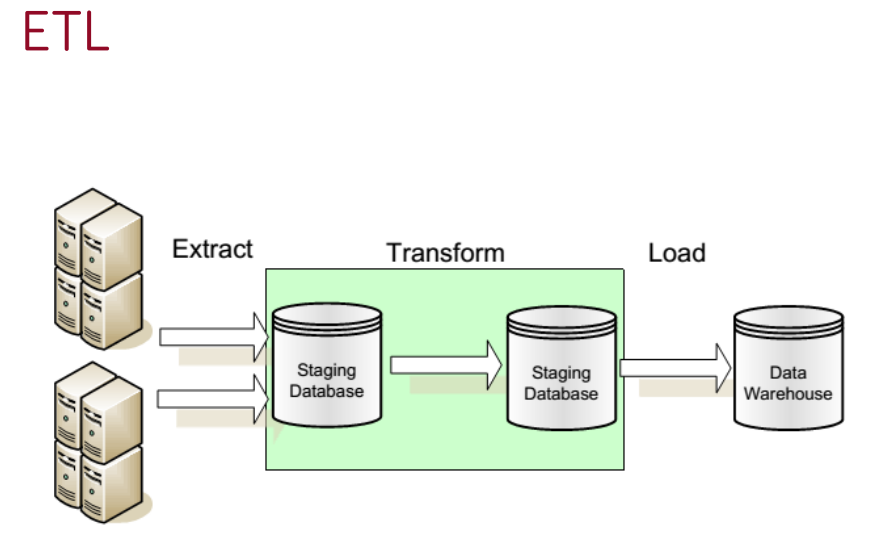 ETL
Extract
Transform
Load
Staging
Database
Staging
Database
Data
Warehouse